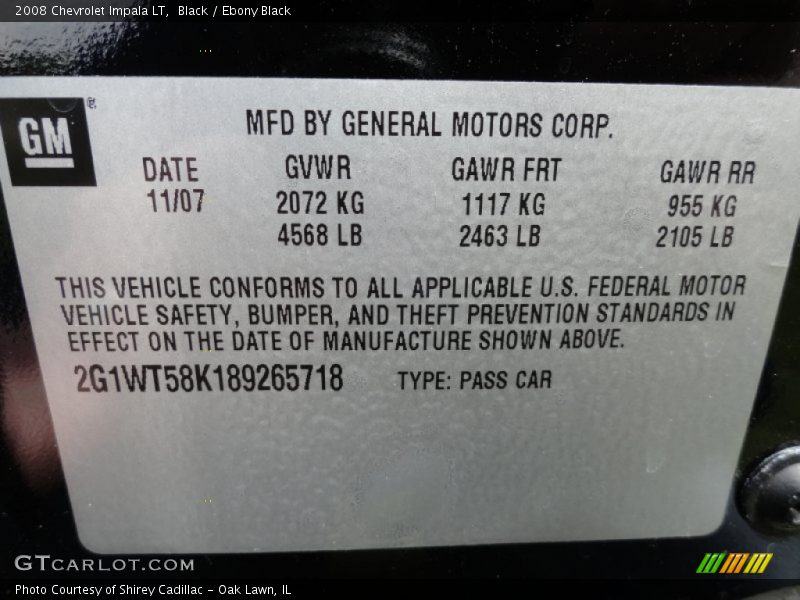 2008 Chevrolet Impala LT,  Black / Ebony Black
GM ®
MFD BY GENERAL MOTORS CORP.
DATE GVWR GAWR FRT GAWR RR
11/07 2072 KG 1117 KG 955 KG
4568 LB 2463 LB 2105 LB
THIS VEHICLE CONFORMS TO ALL APPLICABLE U.S. FEDERAL MOTOR
VEHICLE SAFETY, BUMPER, AND THEFT PREVENTION STANDARDS IN
EFFECT ON THE DATE OF MANUFACTURE SHOWN ABOVE.
2G1WT58K189265718 TYPE: PASS CAR
GTCARLOT.COM
Photo Courtesy of Shirey Cadillac – Oak Lawn, IL